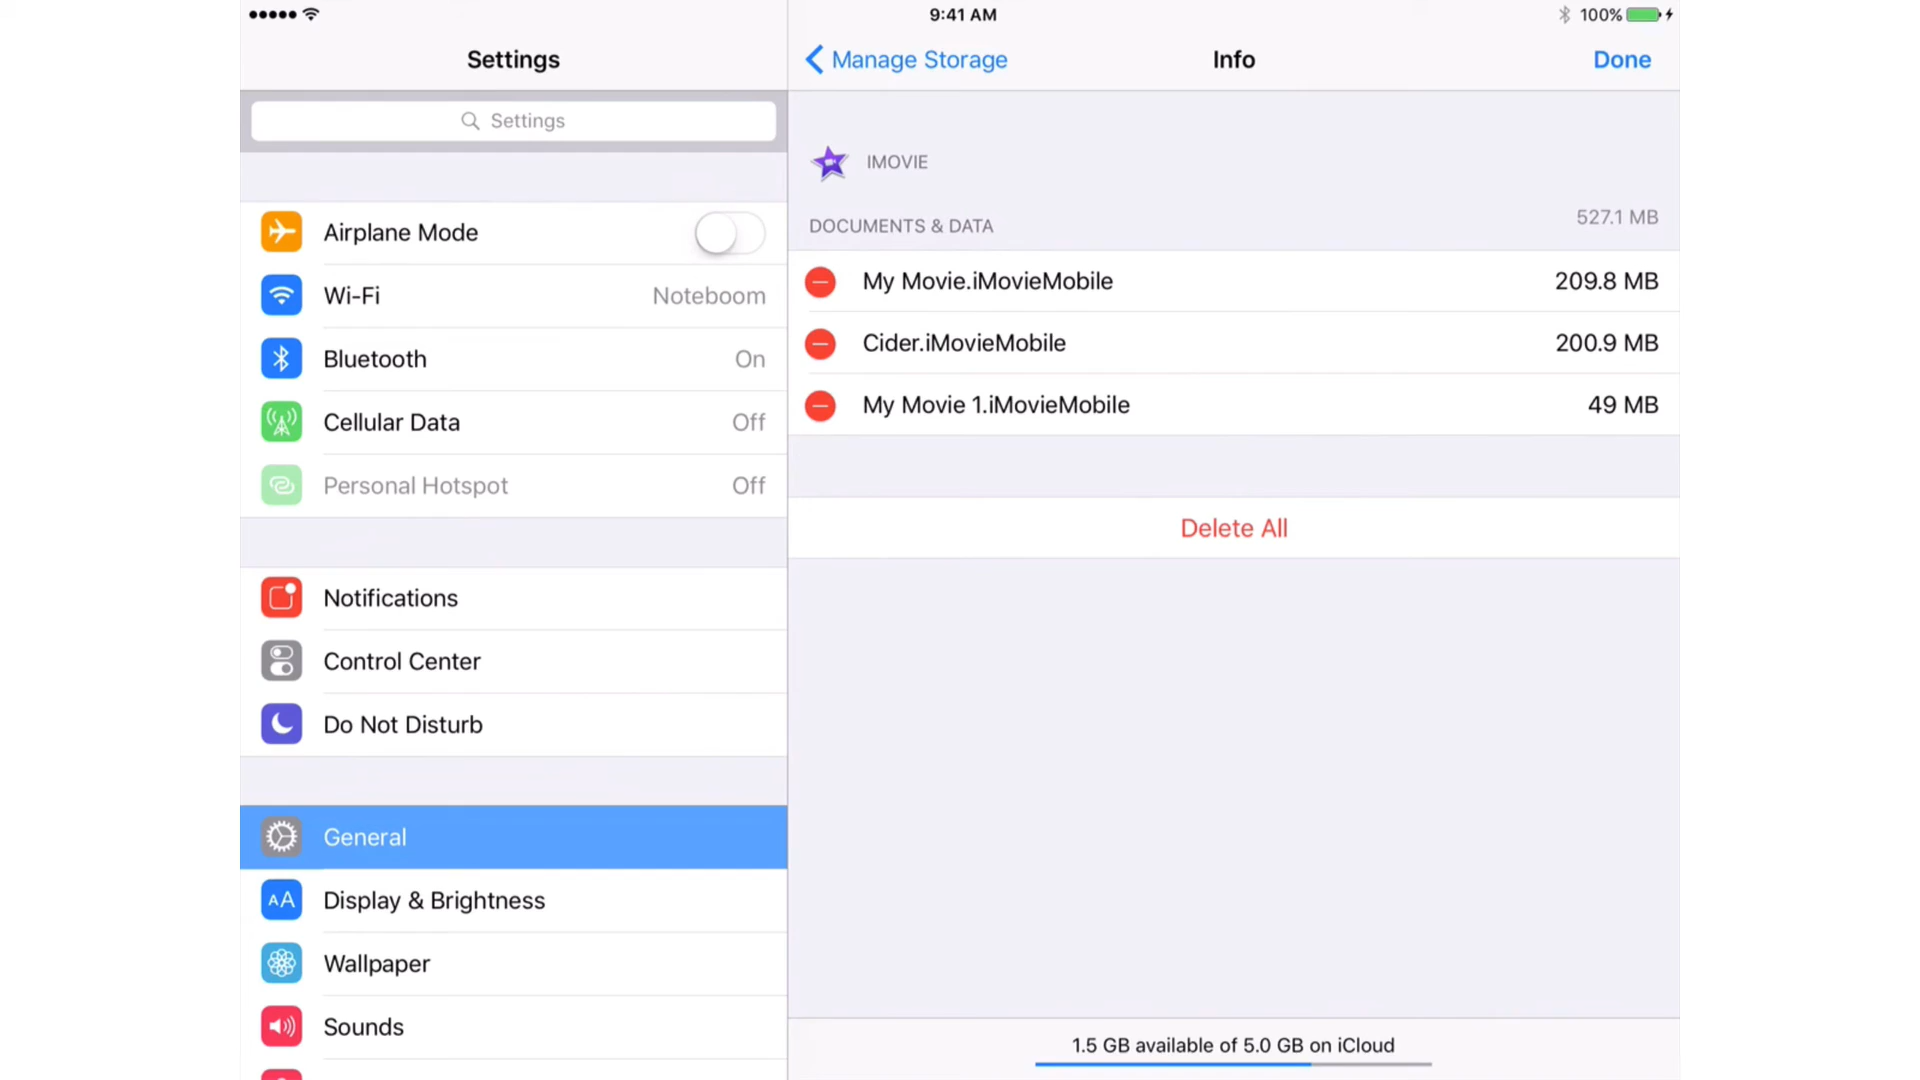 9:41 AM
100%
Settings
Manage Storage
Info
Done
Settings
Airplane Mode
Wi-Fi
Noteboom
Bluetooth
On
Cellular Data
Off
Personal Hotspot
Off
Notifications
Control Center
Do Not Disturb
General
AA
Display & Brightness
Wallpaper
Sounds
IMOVIE
DOCUMENTS & DATA
527.1 MB
My Movie.iMovieMobile
209.8 MB
Cider.iMovieMobile
200.9 MB
My Movie 1.iMovieMobile
49 MB
Delete All
1.5 GB available of 5.0 GB on iCloud